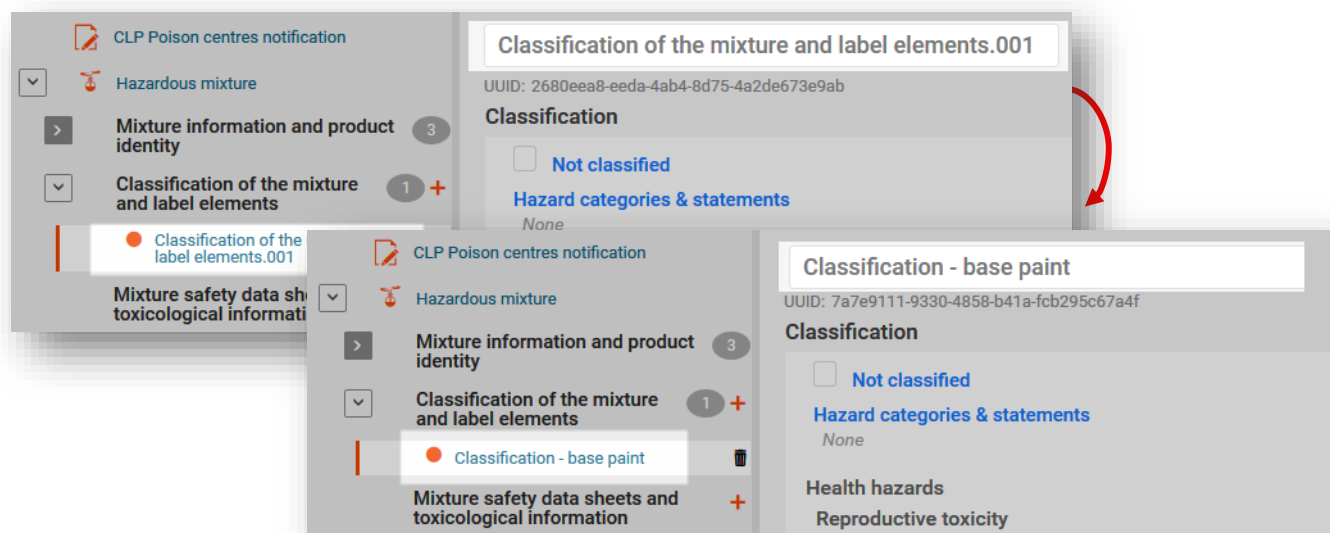 CLP Poison centres notification
Hazardous mixture
Mixture information and product
identity
3
Classification of the mixture
and label elements
1
+
Classification of the
label elements.001
Mixture safety data sh
toxicological informati
Classification of the mixture and label elements.001
UUID: 2680eea8-eeda-4ab4-8d75-4a2de673e9ab
Classification
Not classified
Hazard categories & statements
None
CLP Poison centres notification
Hazardous mixture
Mixture information and product
identity
3
Classification of the mixture
and label elements
1
+
Classification - base paint
Mixture safety data sheets and
toxicological information
+
Classification - base paint
UUID: 7a7e9111-9330-4858-b41a-fcb295c67a4f
Classification
Not classified
Hazard categories & statements
None
Health hazards
Reproductive toxicity